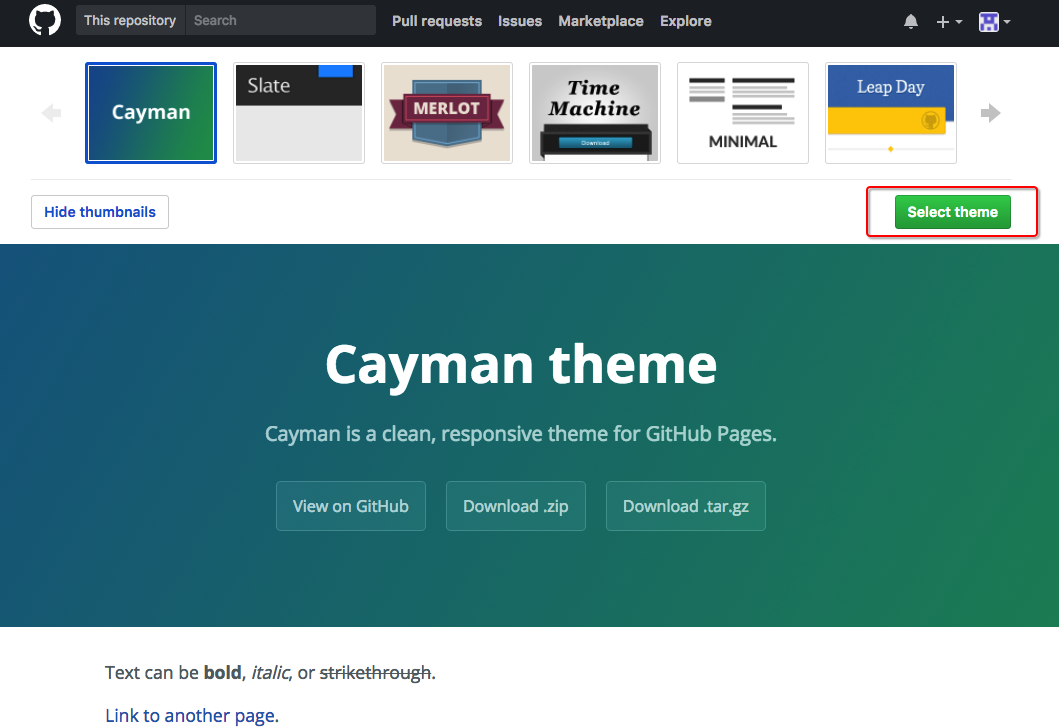 This repository Search Pull requests Issues Marketplace Explore
Cayman
Slate
MERLOT
Time
Machine
Download
MINIMAL
Leap Day
Hide thumbnails
Select theme
Cayman theme
Cayman is a clean, responsive theme for GitHub Pages.
View on GitHub
Download .zip
Download .tar.gz
Text can be bold, italic, or strikethrough.
Link to another page.